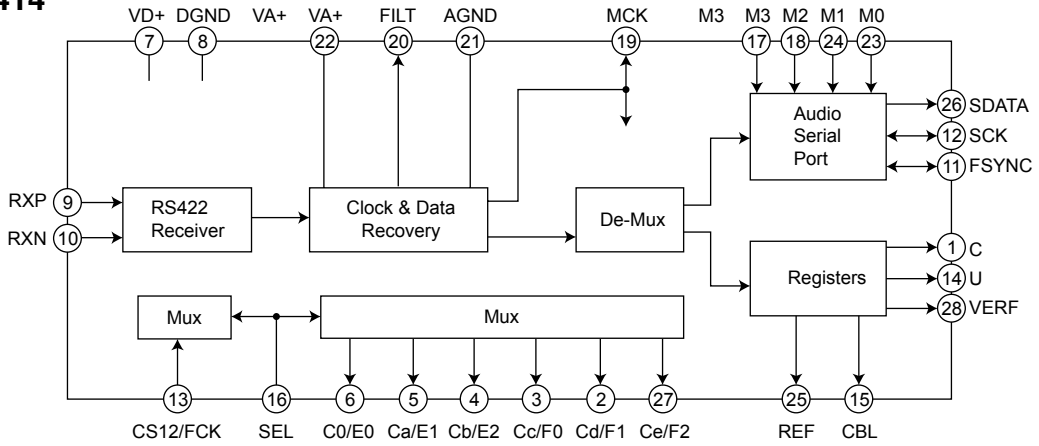 VD+ DGND VA+ VA+ FILT AGND MCK M3 M3 M2 M1 M0
7 8 22 20 21 19 17 18 24 23
Audio
Serial
Port
26 SDATA
12 SCK
11 FSYNC
RXP 9
RXN 10
RS422
Receiver
Clock & Data
Recovery
De-Mux
Registers
1 C
14 U
28 VERF
Mux
Mux
13 16 6 5 4 3 2 27 25 15
CS12/FCK SEL C0/E0 Ca/E1 Cb/E2 Cc/F0 Cd/F1 Ce/F2 REF CBL